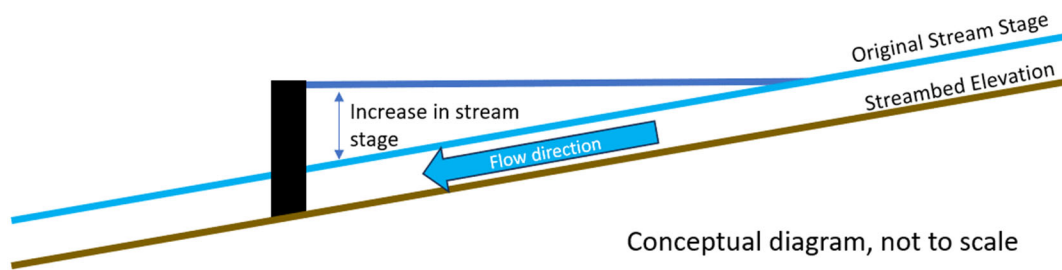 Original Stream Stage
Streambed Elevation
Increase in stream
stage
Flow direction
Conceptual diagram, not to scale